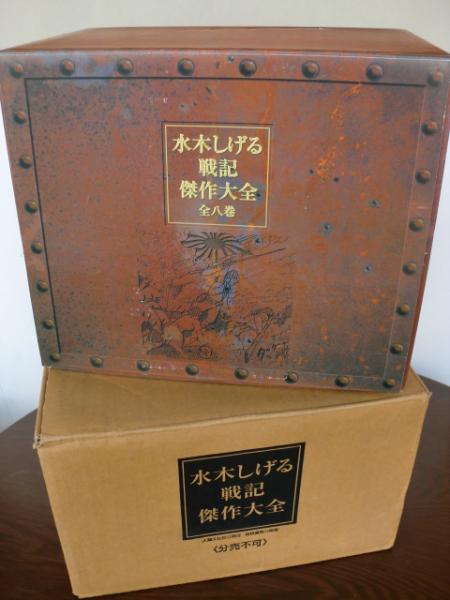 水木しげる
戦記
傑作大全
全八巻
水木しげる
戦記
傑作大全
〈分売不可〉